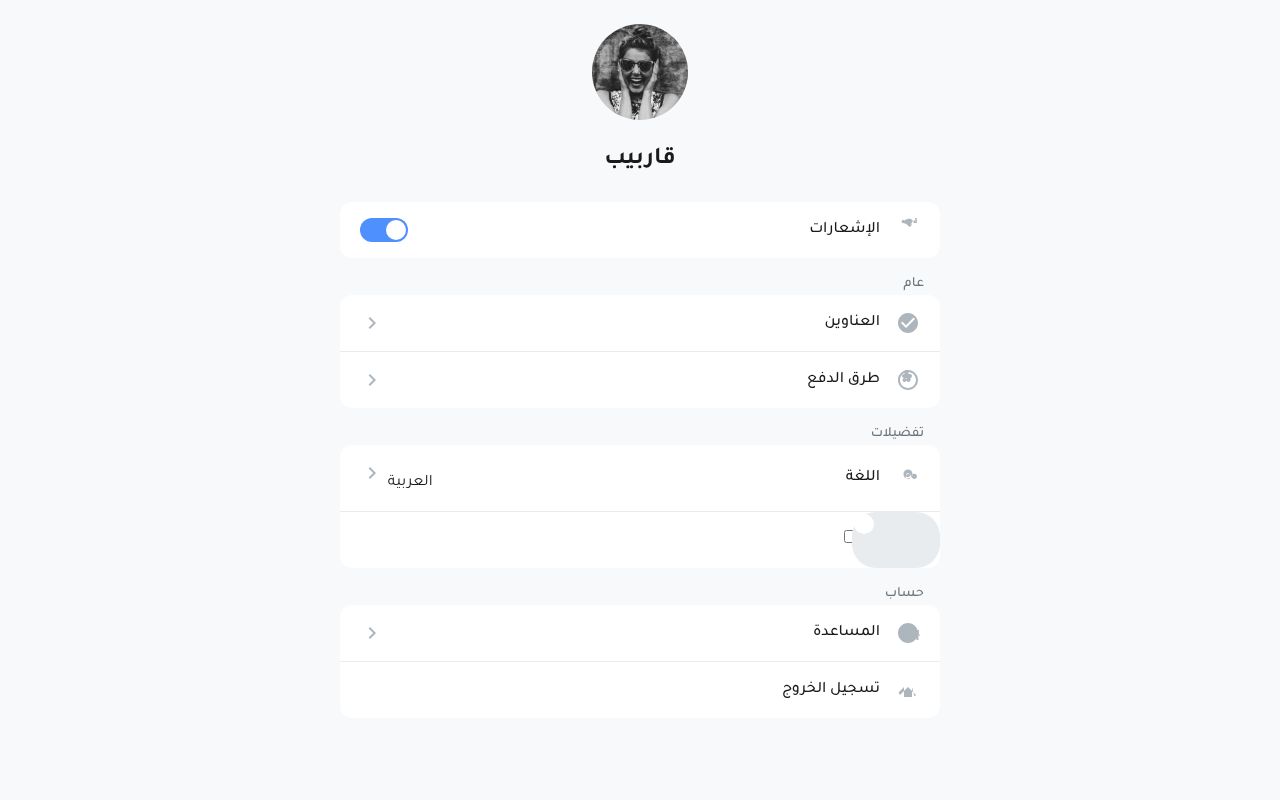 قاربيب
الإشعارات
عام
العناوين
طرق الدفع
تفضيلات
اللغة
العربية
حساب
المساعدة
تسجيل الخروج